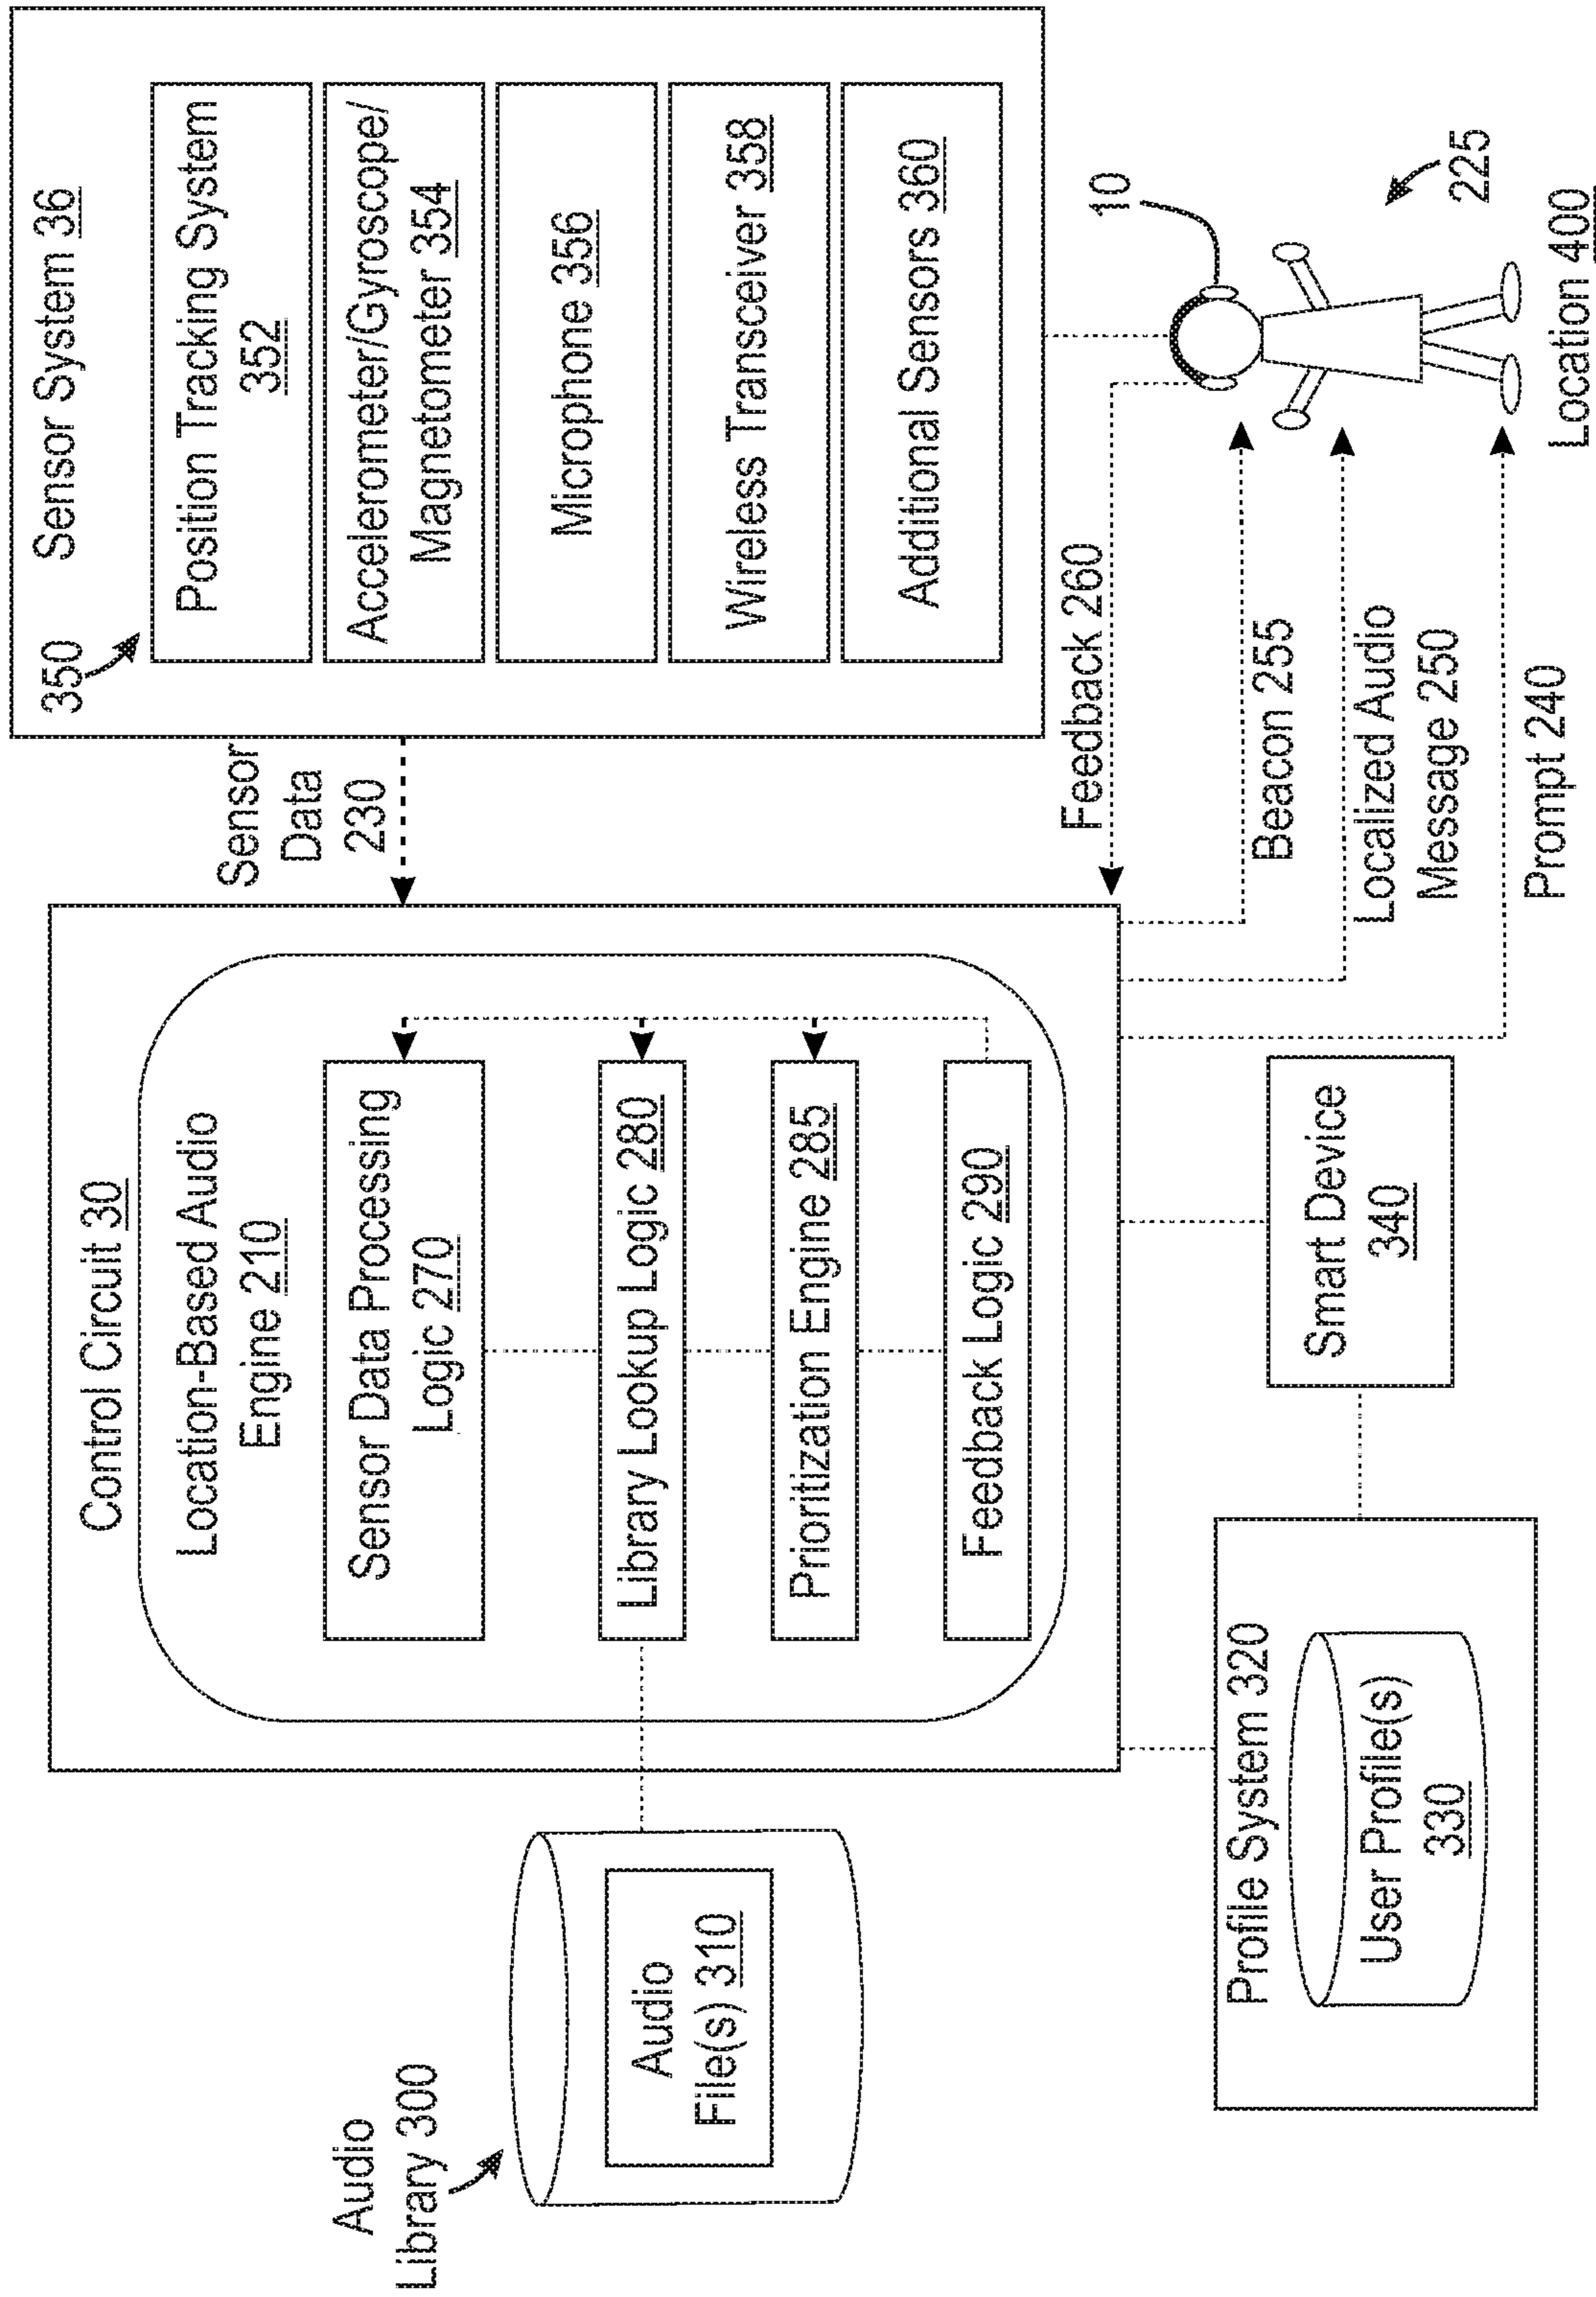 Audio
Library 300
Audio
File(s) 310
Control Circuit 30
Location-Based Audio
Engine 210
Sensor Data Processing
Logic 270
Library Lookup Logic 280
Prioritization Engine 285
Feedback Logic 290
Sensor
Data
230
350
Sensor System 36
Position Tracking System
352
Accelerometer/Gyroscope/
Magnetometer 354
Microphone 356
Wireless Transceiver 358
Additional Sensors 360
Profile System 320
User Profile(s)
330
Smart Device
340
Feedback 260
Beacon 255
Localized Audio
Message 250
Prompt 240
10
225
Location 400